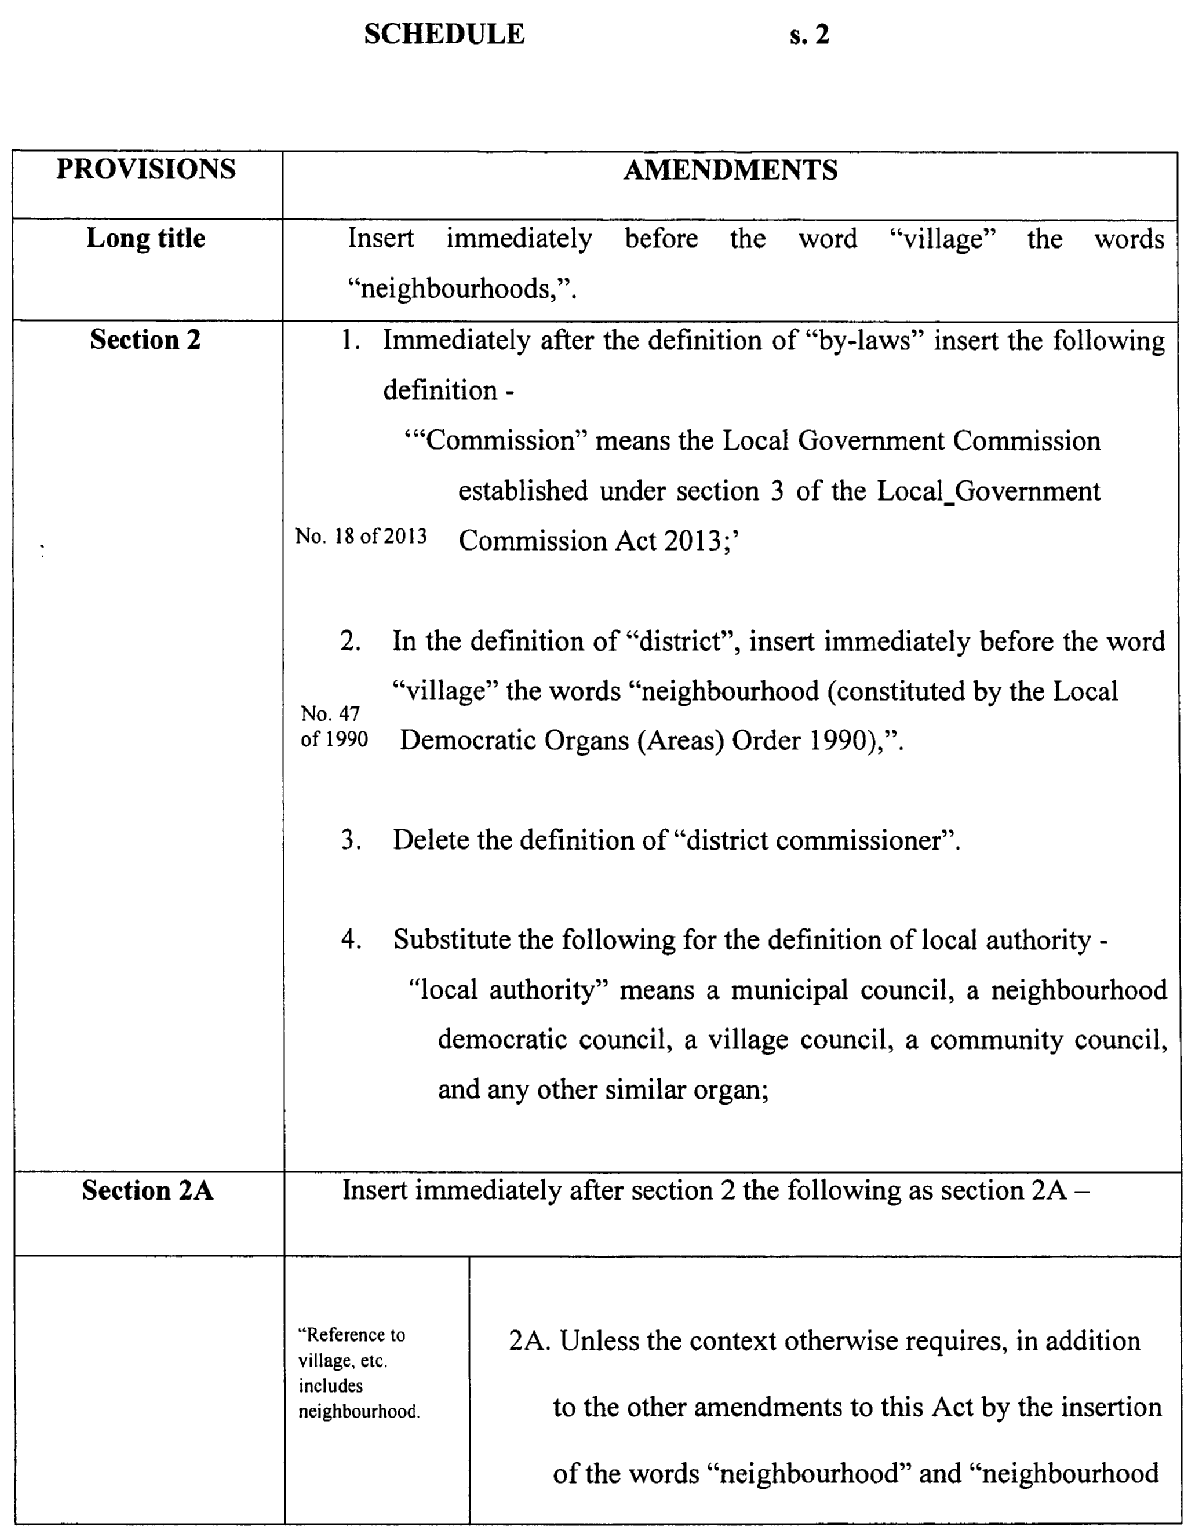 SCHEDULE s. 2
PROVISIONS AMENDMENTS
Long title Insert immediately before the word “village” the words
“neighbourhoods,”.
Section 2 1. Immediately after the definition of “by-laws” insert the following
definition -
‘“Commission” means the Local Government Commission
established under section 3 of the Local_Government
No. 18 of 2013 Commission Act 2013;’
2. In the definition of “district”, insert immediately before the word
“village” the words “neighbourhood (constituted by the Local
No. 47
of 1990 Democratic Organs (Areas) Order 1990),”.
3. Delete the definition of “district commissioner”.
4. Substitute the following for the definition of local authority -
“local authority” means a municipal council, a neighbourhood
democratic council, a village council, a community council,
and any other similar organ;
Section 2A Insert immediately after section 2 the following as section 2A –
“Reference to
village, etc.
includes
neighbourhood.
2A. Unless the context otherwise requires, in addition
to the other amendments to this Act by the insertion
of the words “neighbourhood” and “neighbourhood